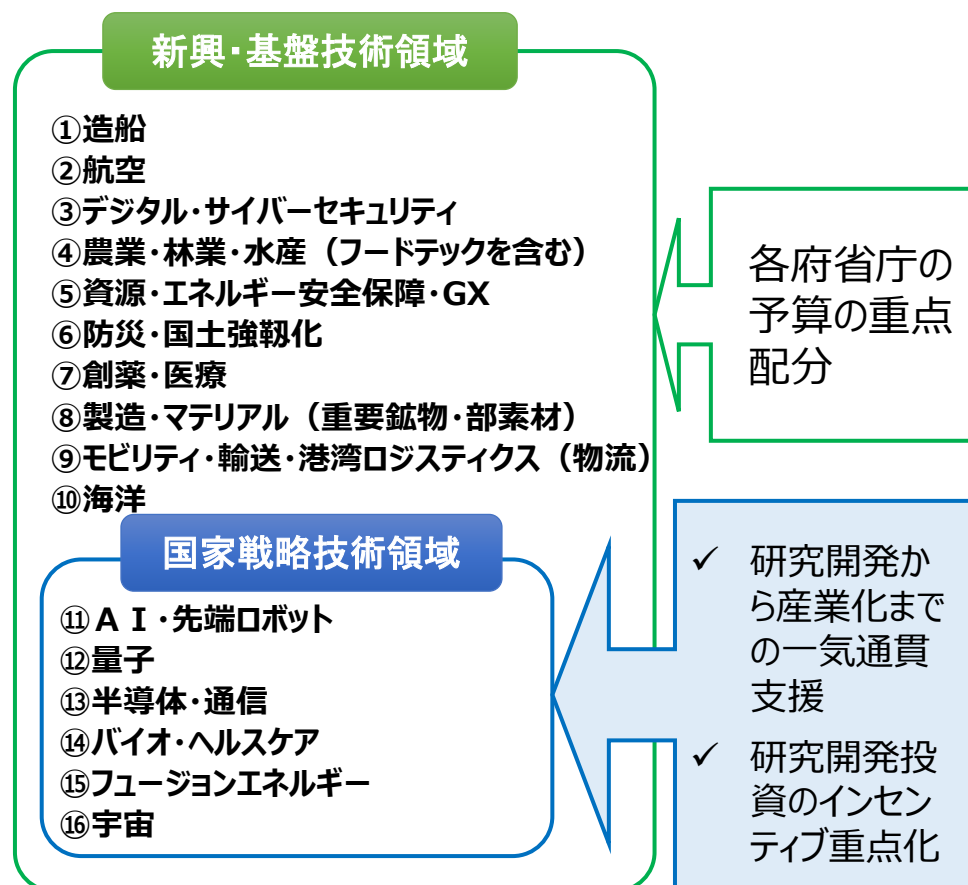 新興・基盤技術領域
①造船
②航空
③デジタル・サイバーセキュリティ
④農業・林業・水産（フードテックを含む）
⑤資源・エネルギー安全保障・GX
⑥防災・国土強靱化
⑦創薬・医療
⑧製造・マテリアル（重要鉱物・部素材）
⑨モビリティ・輸送・港湾ロジスティクス（物流）
⑩海洋
国家戦略技術領域
⑪ＡＩ・先端ロボット
⑫量子
⑬半導体・通信
⑭バイオ・ヘルスケア
⑮フュージョンエネルギー
⑯宇宙
各府省庁の
予算の重点
配分
✓ 研究開発か
ら産業化まで
の一気通貫
支援
✓ 研究開発投
資のインセン
ティブ重点化